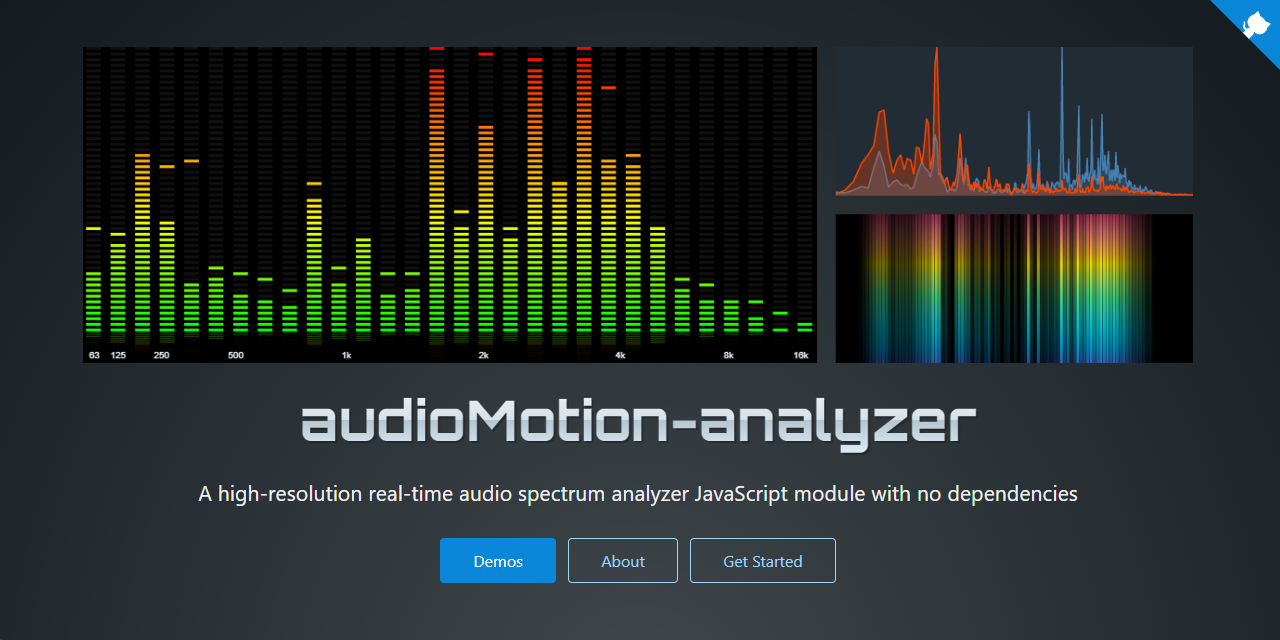 63 125 250 500 1k 2k 4k 8k 16k
audioMotion-analyzer
A high-resolution real-time audio spectrum analyzer JavaScript module with no dependencies
Demos About Get Started